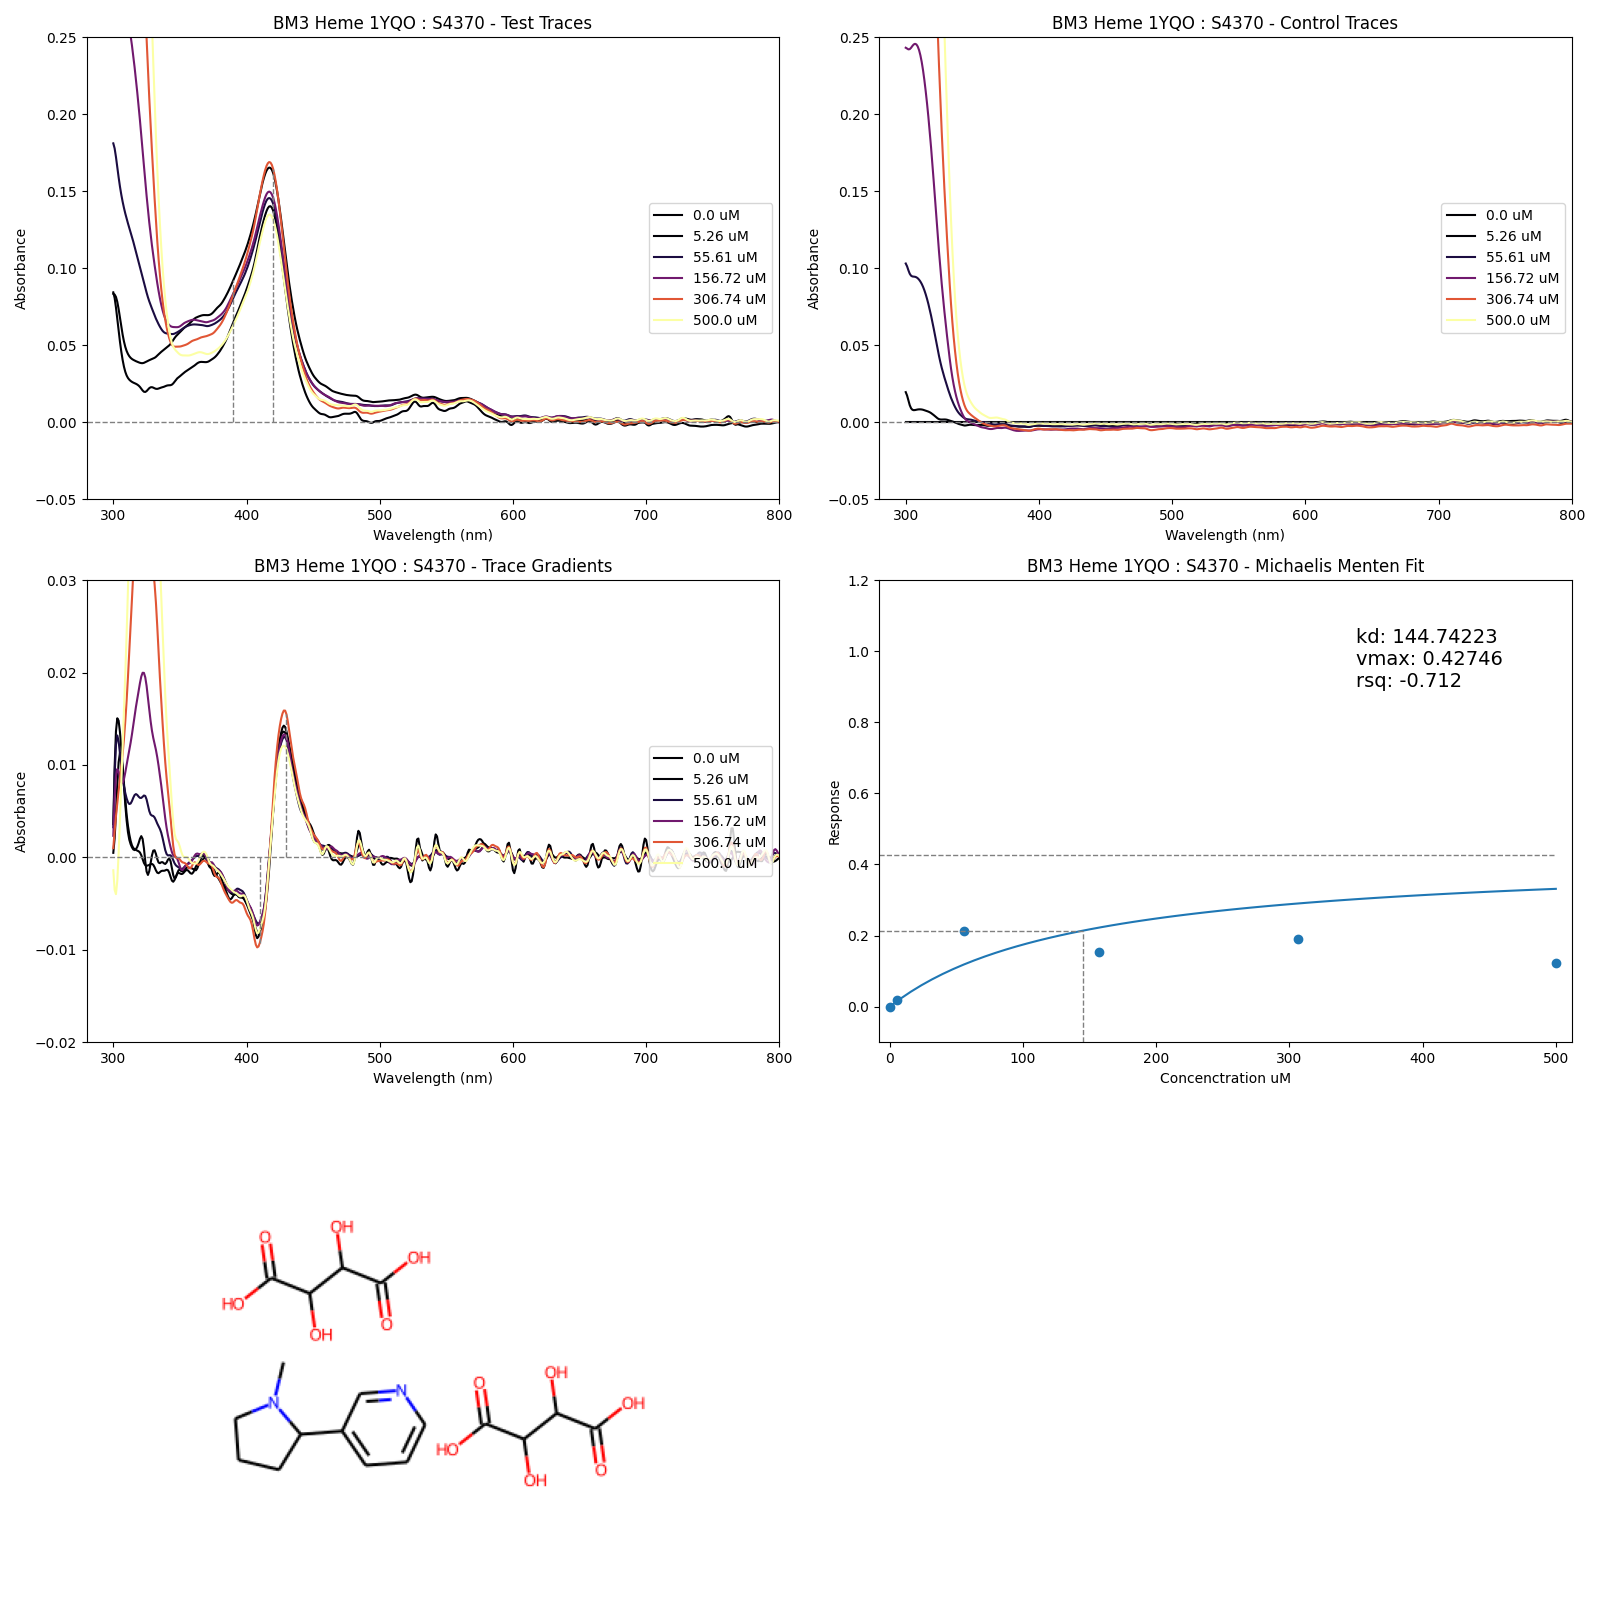 BM3 Heme 1YQO : S4370 - Test Traces
0.25
0.20
0.15
0.10
0.05
0.00
−0.05
Absorbance
300
400
500
600
700
800
Wavelength (nm)
0.0 uM
5.26 uM
55.61 uM
156.72 uM
306.74 uM
500.0 uM
BM3 Heme 1YQO : S4370 - Control Traces
0.25
0.20
0.15
0.10
0.05
0.00
−0.05
Absorbance
300
400
500
600
700
800
Wavelength (nm)
0.0 uM
5.26 uM
55.61 uM
156.72 uM
306.74 uM
500.0 uM
BM3 Heme 1YQO : S4370 - Trace Gradients
0.03
0.02
0.01
0.00
−0.01
−0.02
Absorbance
300
400
500
600
700
800
Wavelength (nm)
0.0 uM
5.26 uM
55.61 uM
156.72 uM
306.74 uM
500.0 uM
BM3 Heme 1YQO : S4370 - Michaelis Menten Fit
1.2
1.0
0.8
0.6
0.4
0.2
0.0
Response
kd: 144.74223
vmax: 0.42746
rsq: -0.712
0
100
200
300
400
500
Concenctration uM
OH
O
OH
HO
O
OH
N
N
OH
O
OH
HO
O
OH